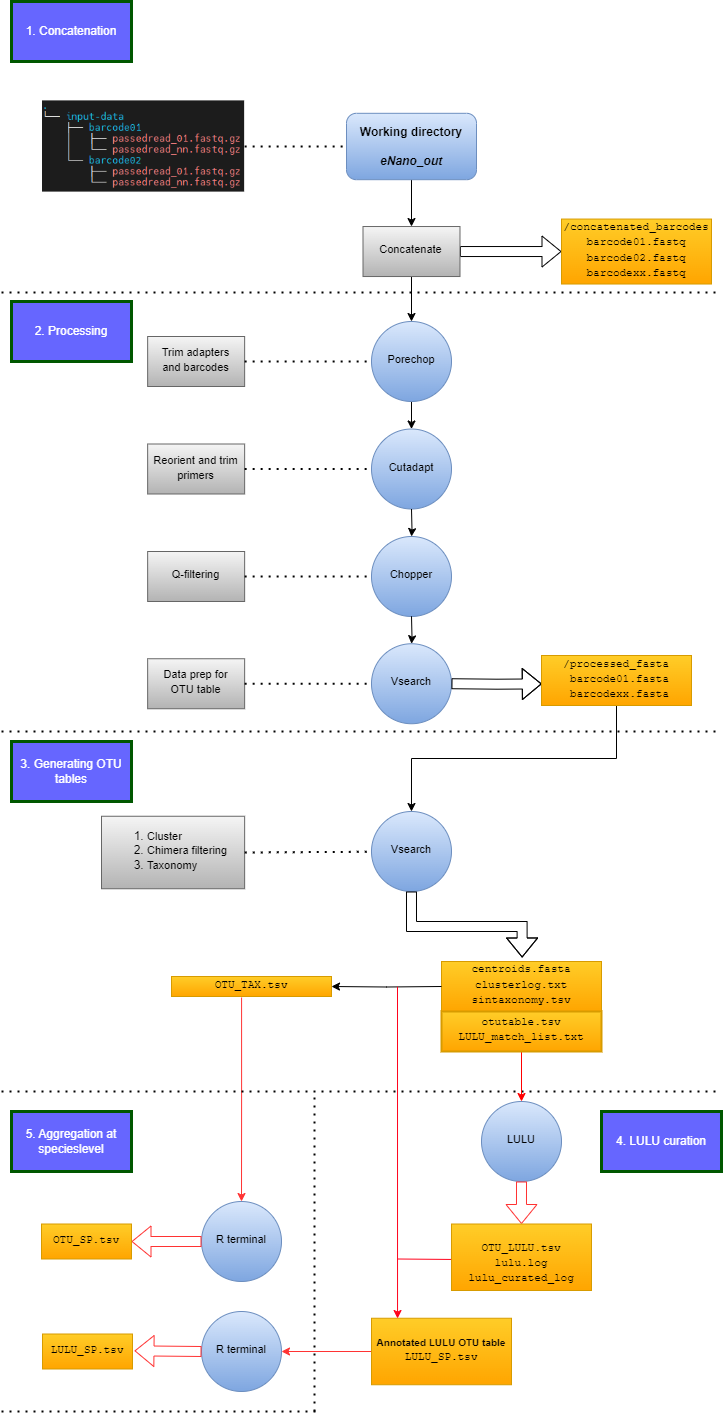 1. Concatenation
.
input-data
barcode01
passedread_01.fastq.gz
passedread_nn.fastq.gz
barcode02
passedread_01.fastq.gz
passedread_nn.fastq.gz
Working directory
eNano_out
Concatenate
/concatenated_barcodes
barcode01.fastq
barcode02.fastq
barcodexx.fastq
2. Processing
Trim adapters
and barcodes
Porechop
Reorient and trim
primers
Cutadapt
Q-filtering
Chopper
Data prep for
OTU table
Vsearch
/processed_fasta
barcode01.fasta
barcodexx.fasta
3. Generating OTU
tables
1. Cluster
2. Chimera filtering
3. Taxonomy
Vsearch
centroids.fasta
clusterlog.txt
sintaxonomy.tsv
otutable.tsv
LULU_match_list.txt
OTU_TAX.tsv
5. Aggregation at
specieslevel
LULU
4. LULU curation
OTU_SP.tsv
R terminal
OTU_LULU.tsv
lulu.log
lulu_curated_log
LULU_SP.tsv
R terminal
Annotated LULU OTU table
LULU_SP.tsv